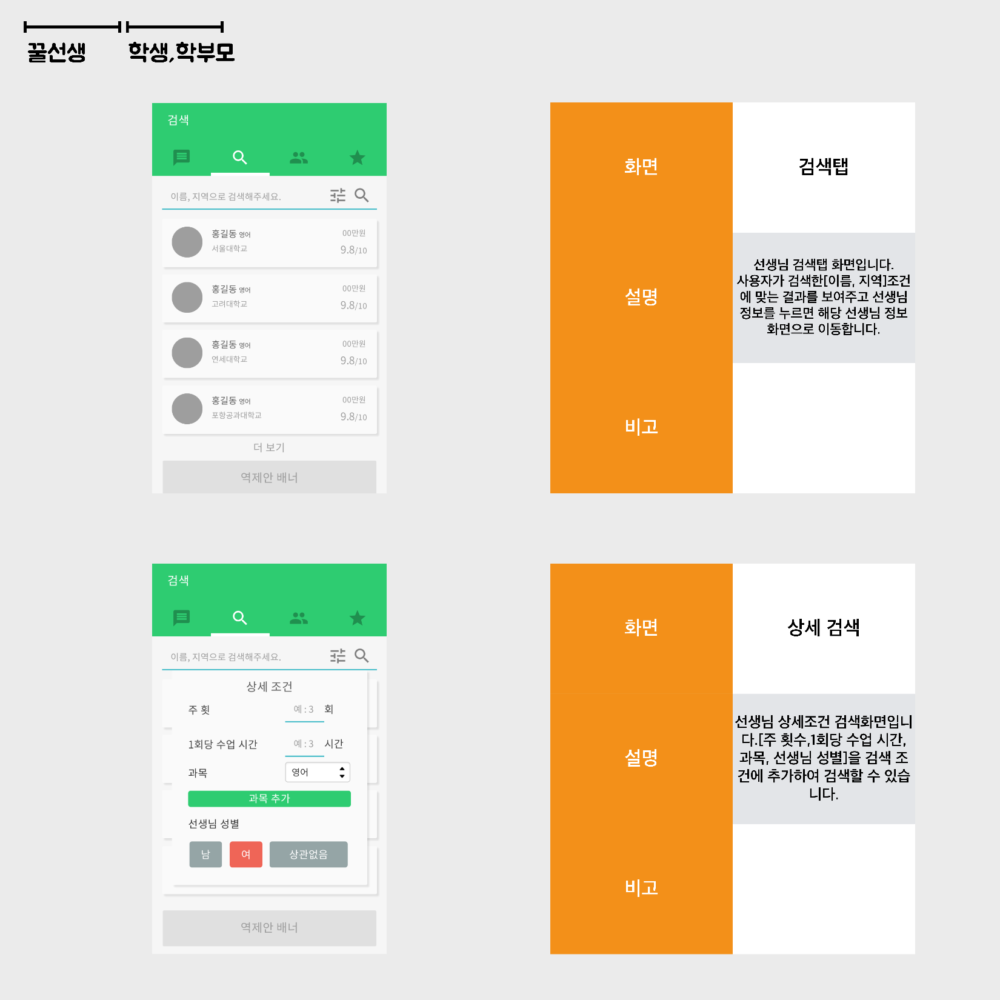 꿀선생
학생,학부모
검색
이름, 지역으로 검색해주세요.
홍길동 영어
00만원
서울대학교
9.8/10
홍길동 영어
00만원
고려대학교
9.8/10
홍길동 영어
00만원
연세대학교
9.8/10
홍길동 영어
00만원
포항공과대학교
9.8/10
더 보기
역제안 배너
화면
검색탭
설명
선생님 검색탭 화면입니다.
사용자가 검색한[이름, 지역]조건
에 맞는 결과를 보여주고 선생님
정보를 누르면 해당 선생님 정보
화면으로 이동합니다.
비고
검색
이름, 지역으로 검색해주세요.
상세 조건
주 횟
예 : 3 회
1회당 수업 시간
예 : 3 시간
과목
영어
과목 추가
선생님 성별
남
여
상관없음
역제안 배너
화면
상세 검색
설명
선생님 상세조건 검색화면입니
다.[주 횟수,1회당 수업 시간,
과목, 선생님 성별]을 검색 조
건에 추가하여 검색할 수 있습
니다.
비고